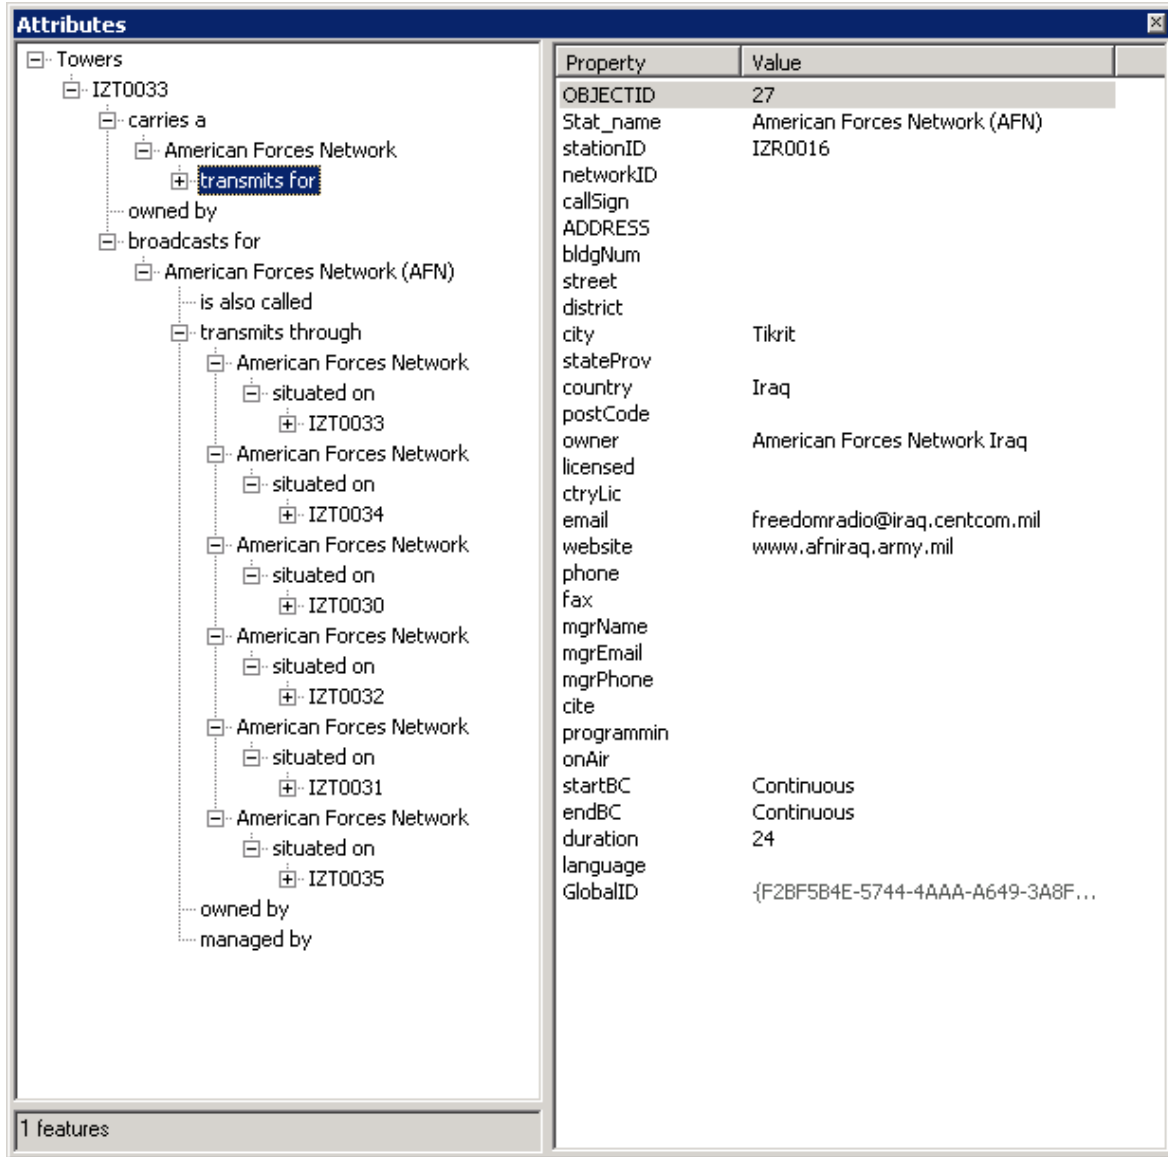 Attributes
Towers
IZT0033
carries a
American Forces Network
transmits for
owned by
broadcasts for
American Forces Network (AFN)
is also called
transmits through
American Forces Network
situated on
IZT0033
American Forces Network
situated on
IZT0034
American Forces Network
situated on
IZT0030
American Forces Network
situated on
IZT0032
American Forces Network
situated on
IZT0031
American Forces Network
situated on
IZT0035
owned by
managed by
1 features
Property Value
OBJECTID 27
Stat_name American Forces Network (AFN)
stationID IZR0016
networkID
callSign
ADDRESS
bldgNum
street
district
city Tikrit
stateProv
country Iraq
postCode
owner American Forces Network Iraq
licensed
ctryLic
email freedomradio@iraq.centcom.mil
website www.afniraq.army.mil
phone
fax
mgrName
mgrEmail
mgrPhone
cite
programmin
onAir
startBC Continuous
endBC Continuous
duration 24
language
GlobalID {F2BF5B4E-5744-4AAA-A649-3A8F...